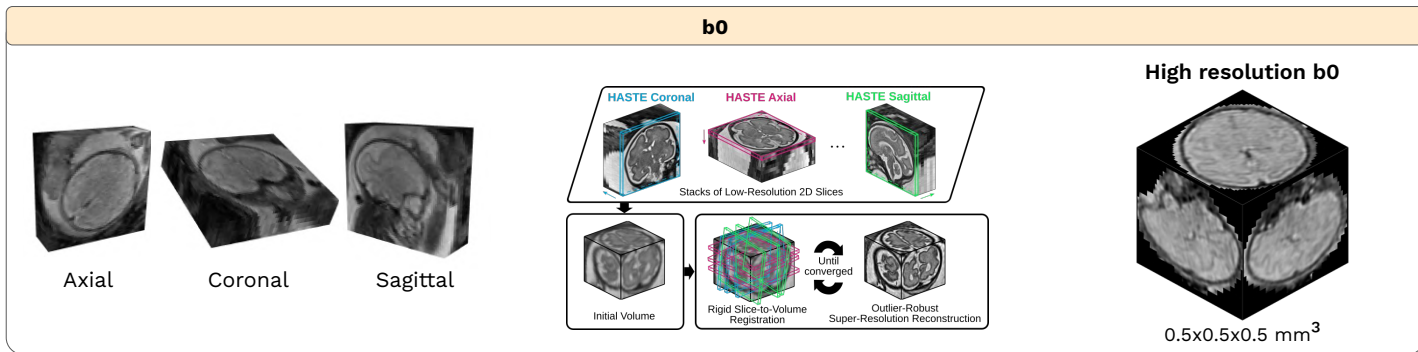 b0
Axial
Coronal
Sagittal
HASTE Coronal
HASTE Axial
HASTE Sagittal
...
Stacks of Low-Resolution 2D Slices
Initial Volume
Until
converged
Rigid Slice-to-Volume
Registration
Outlier-Robust
Super-Resolution Reconstruction
High resolution b0
0.5x0.5x0.5 mm³